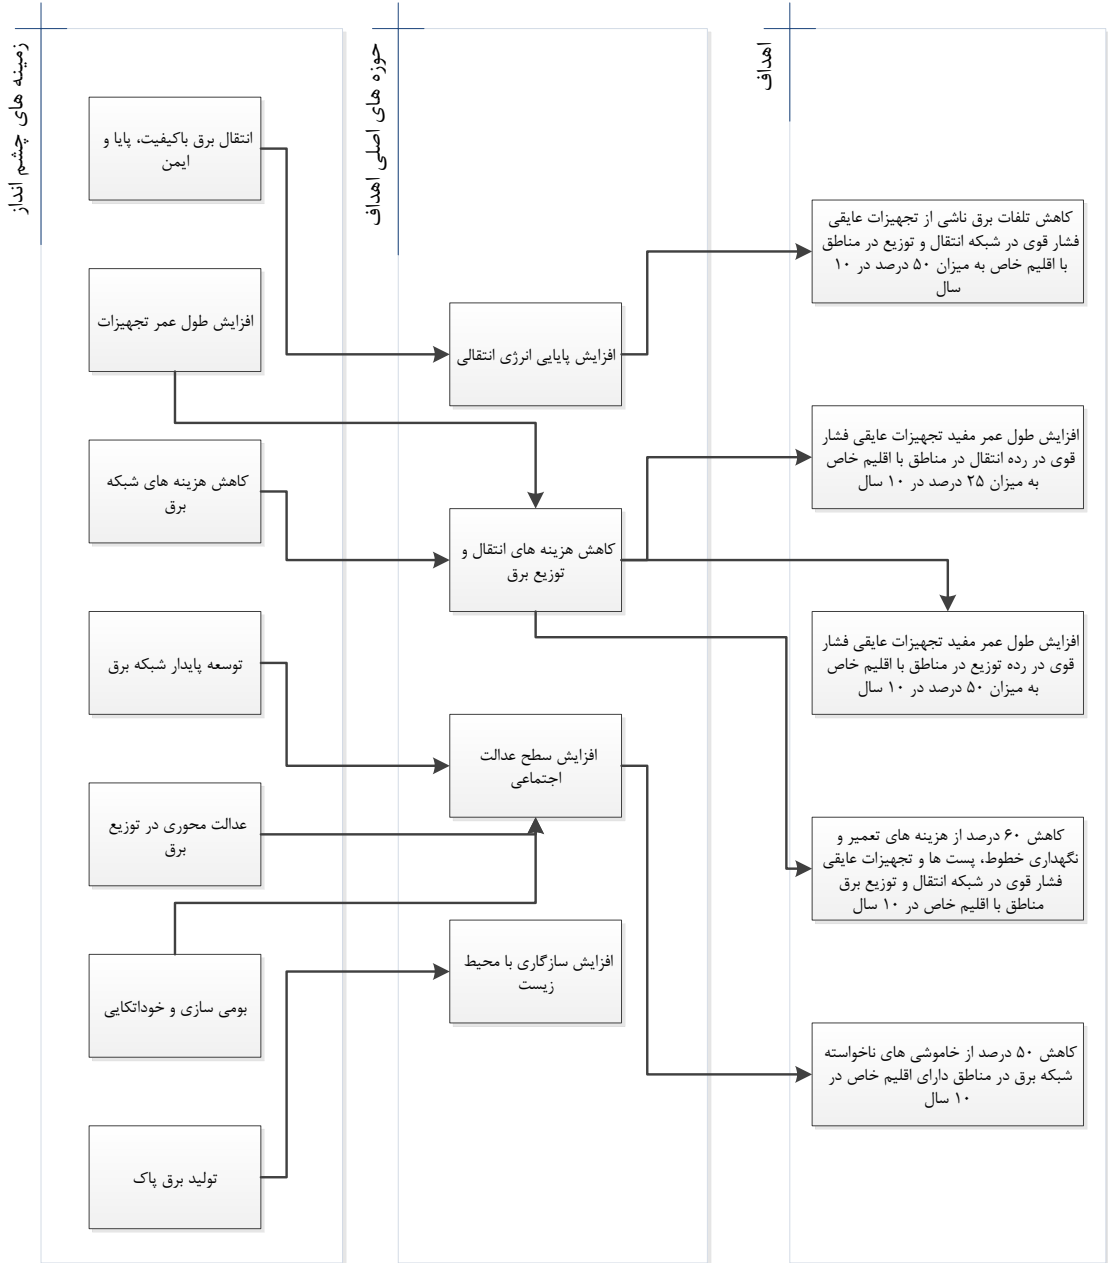 زمینه های چشم انداز
انتقال برق باکیفیت، پایا و
ایمن
افزایش طول عمر تجهیزات
کاهش هزینه های شبکه
برق
توسعه پایدار شبکه برق
عدالت محوری در توزیع
برق
بومی سازی و خوداتکایی
تولید برق پاک
حوزه های اصلی اهداف
افزایش پایایی انرژی انتقالی
کاهش هزینه های انتقال و
توزیع برق
افزایش سطح عدالت
اجتماعی
افزایش سازگاری با محیط
زیست
اهداف
کاهش تلفات برق ناشی از تجهیزات عایقی
فشار قوی در شبکه انتقال و توزیع در مناطق
با اقلیم خاص به میزان ۵۰ درصد در ۱۰
سال
افزایش طول عمر مفید تجهیزات عایقی فشار
قوی در رده انتقال در مناطق با اقلیم خاص
به میزان ۲۵ درصد در ۱۰ سال
افزایش طول عمر مفید تجهیزات عایقی فشار
قوی در رده توزیع در مناطق با اقلیم خاص
به میزان ۵۰ درصد در ۱۰ سال
کاهش ۶۰ درصد از هزینه های تعمیر و
نگهداری خطوط، پست ها و تجهیزات عایقی
فشار قوی در شبکه انتقال و توزیع برق
مناطق با اقلیم خاص در ۱۰ سال
کاهش ۵۰ درصد از خاموشی های ناخواسته
شبکه برق در مناطق دارای اقلیم خاص در
۱۰ سال